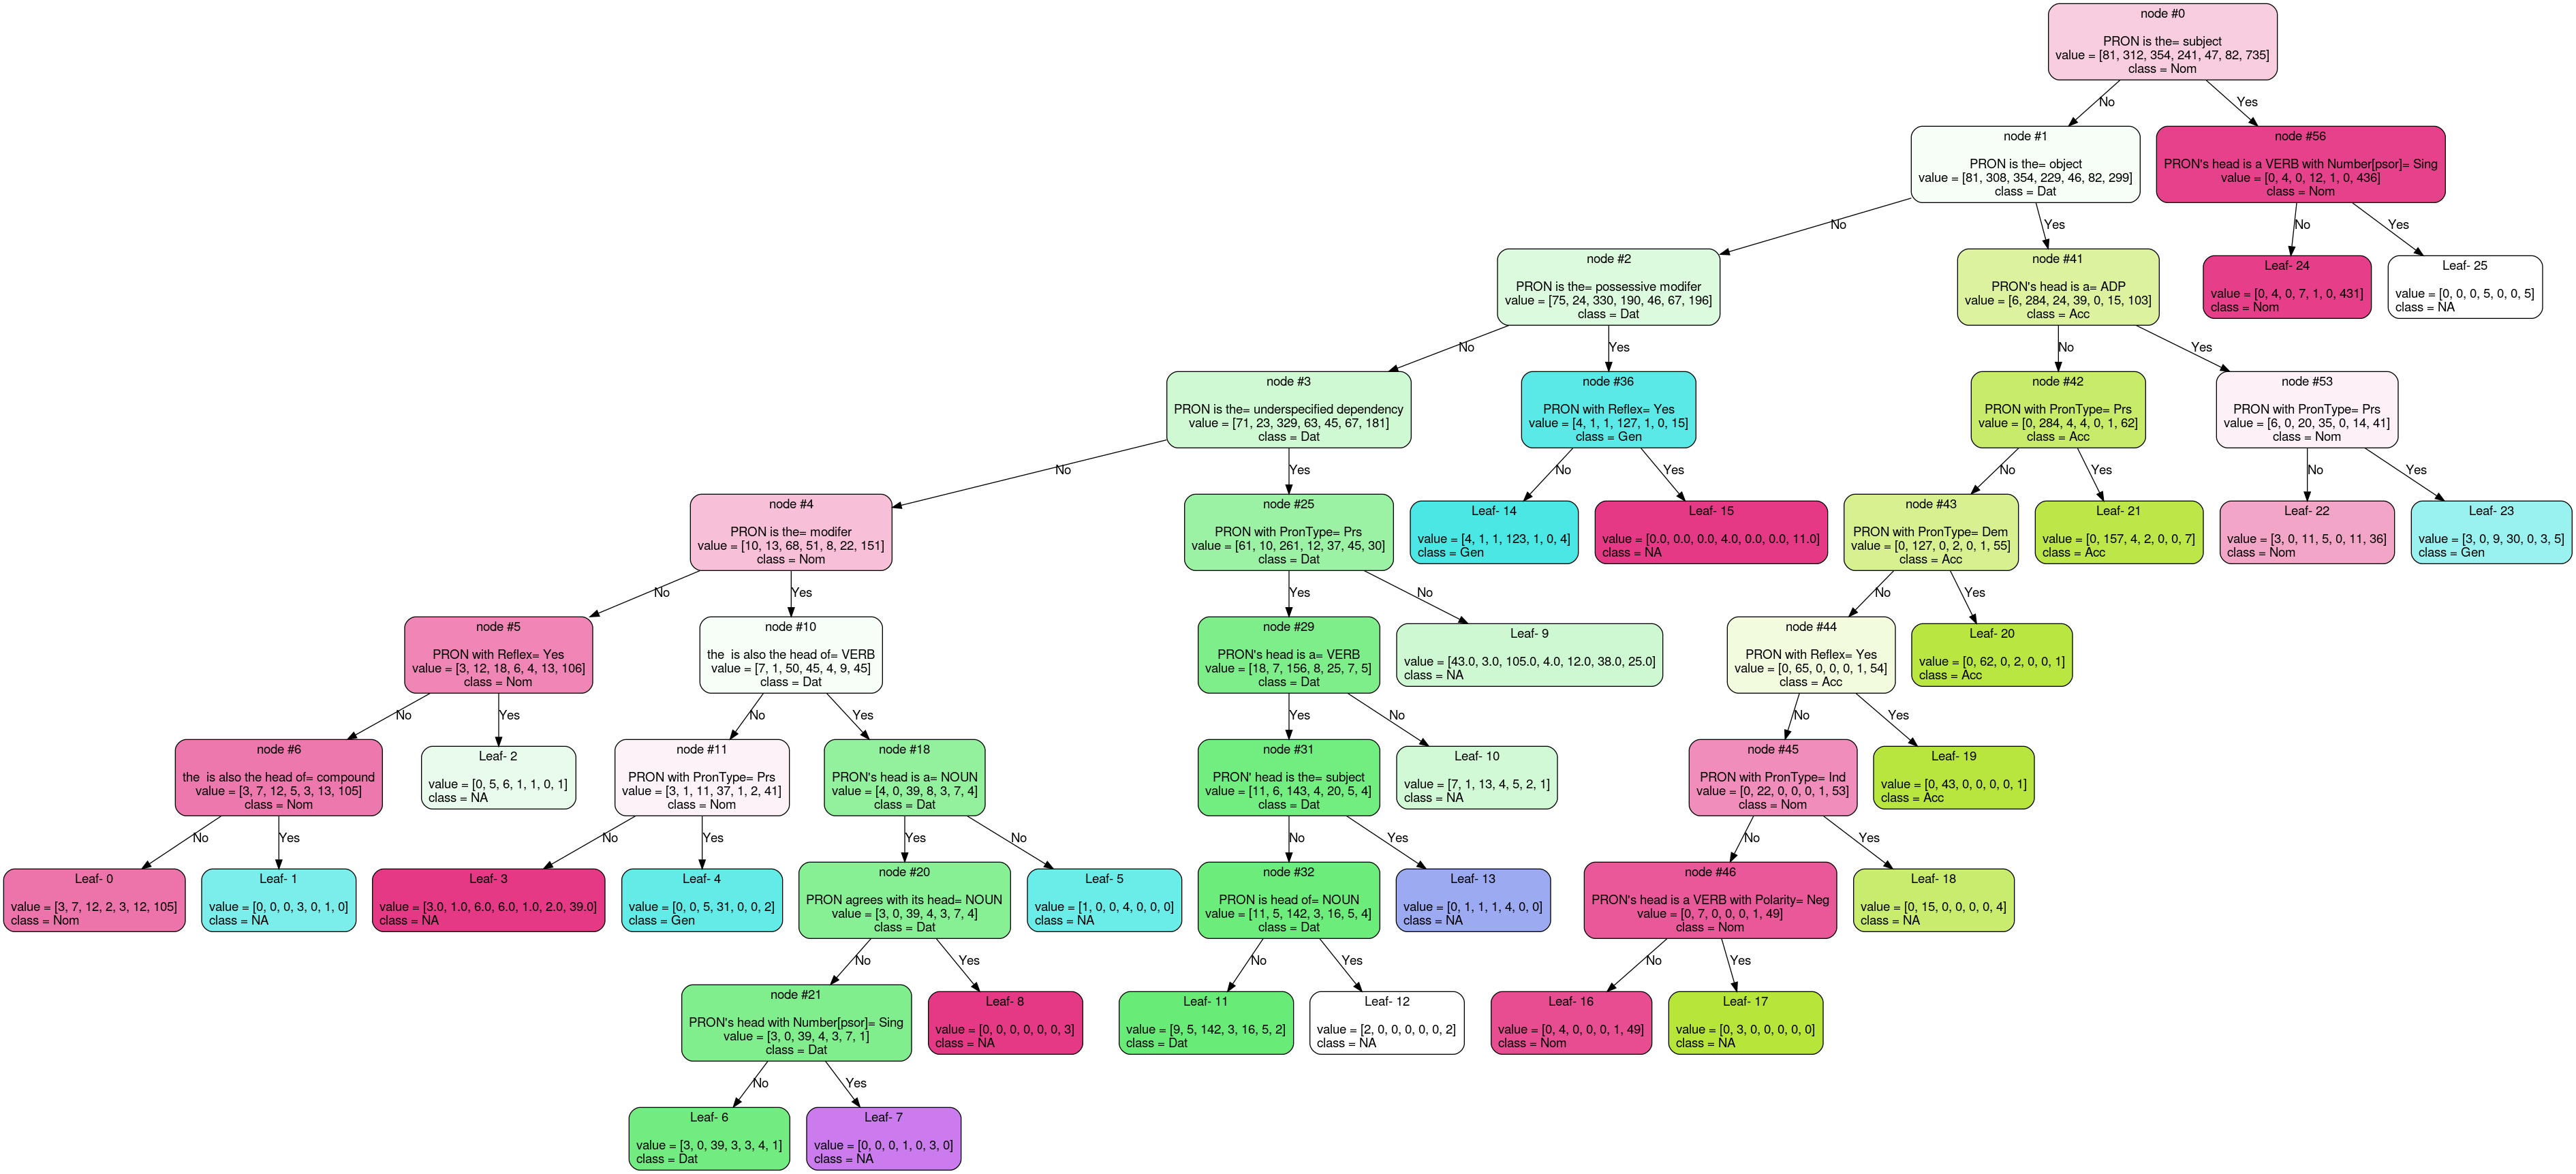 node #0
PRON is the= subject
value = [81, 312, 354, 241, 47, 82, 735]
class = Nom
No
Yes
node #1
PRON is the= object
value = [81, 308, 354, 229, 46, 82, 299]
class = Dat
node #56
PRON's head is a VERB with Number[psor]= Sing
value = [0, 4, 0, 12, 1, 0, 436]
class = Nom
No
Yes
No
Yes
node #2
PRON is the= possessive modifer
value = [75, 24, 330, 190, 46, 67, 196]
class = Dat
node #41
PRON's head is a= ADP
value = [6, 284, 24, 39, 0, 15, 103]
class = Acc
Leaf- 24
value = [0, 4, 0, 7, 1, 0, 431]
class = Nom
Leaf- 25
value = [0, 0, 0, 5, 0, 0, 5]
class = NA
No
Yes
No
Yes
node #3
PRON is the= underspecified dependency
value = [71, 23, 329, 63, 45, 67, 181]
class = Dat
node #36
PRON with Reflex= Yes
value = [4, 1, 1, 127, 1, 0, 15]
class = Gen
node #42
PRON with PronType= Prs
value = [0, 284, 4, 4, 0, 1, 62]
class = Acc
node #53
PRON with PronType= Prs
value = [6, 0, 20, 35, 0, 14, 41]
class = Nom
No
Yes
No
Yes
No
Yes
No
Yes
node #4
PRON is the= modifer
value = [10, 13, 68, 51, 8, 22, 151]
class = Nom
node #25
PRON with PronType= Prs
value = [61, 10, 261, 12, 37, 45, 30]
class = Dat
Leaf- 14
value = [4, 1, 1, 123, 1, 0, 4]
class = Gen
Leaf- 15
value = [0.0, 0.0, 0.0, 4.0, 0.0, 0.0, 11.0]
class = NA
node #43
PRON with PronType= Dem
value = [0, 127, 0, 2, 0, 1, 55]
class = Acc
Leaf- 21
value = [0, 157, 4, 2, 0, 0, 7]
class = Acc
Leaf- 22
value = [3, 0, 11, 5, 0, 11, 36]
class = Nom
Leaf- 23
value = [3, 0, 9, 30, 0, 3, 5]
class = Gen
No
Yes
Yes
No
No
Yes
node #5
PRON with Reflex= Yes
value = [3, 12, 18, 6, 4, 13, 106]
class = Nom
node #10
the  is also the head of= VERB
value = [7, 1, 50, 45, 4, 9, 45]
class = Dat
node #29
PRON's head is a= VERB
value = [18, 7, 156, 8, 25, 7, 5]
class = Dat
Leaf- 9
value = [43.0, 3.0, 105.0, 4.0, 12.0, 38.0, 25.0]
class = NA
node #44
PRON with Reflex= Yes
value = [0, 65, 0, 0, 0, 1, 54]
class = Acc
Leaf- 20
value = [0, 62, 0, 2, 0, 0, 1]
class = Acc
No
Yes
No
Yes
Yes
No
No
Yes
node #6
the  is also the head of= compound
value = [3, 7, 12, 5, 3, 13, 105]
class = Nom
Leaf- 2
value = [0, 5, 6, 1, 1, 0, 1]
class = NA
node #11
PRON with PronType= Prs
value = [3, 1, 11, 37, 1, 2, 41]
class = Nom
node #18
PRON's head is a= NOUN
value = [4, 0, 39, 8, 3, 7, 4]
class = Dat
node #31
PRON' head is the= subject
value = [11, 6, 143, 4, 20, 5, 4]
class = Dat
Leaf- 10
value = [7, 1, 13, 4, 5, 2, 1]
class = NA
node #45
PRON with PronType= Ind
value = [0, 22, 0, 0, 0, 1, 53]
class = Nom
Leaf- 19
value = [0, 43, 0, 0, 0, 0, 1]
class = Acc
No
Yes
No
Yes
Yes
No
No
Yes
No
Yes
Leaf- 0
value = [3, 7, 12, 2, 3, 12, 105]
class = Nom
Leaf- 1
value = [0, 0, 0, 3, 0, 1, 0]
class = NA
Leaf- 3
value = [3.0, 1.0, 6.0, 6.0, 1.0, 2.0, 39.0]
class = NA
Leaf- 4
value = [0, 0, 5, 31, 0, 0, 2]
class = Gen
node #20
PRON agrees with its head= NOUN
value = [3, 0, 39, 4, 3, 7, 4]
class = Dat
Leaf- 5
value = [1, 0, 0, 4, 0, 0, 0]
class = NA
node #32
PRON is head of= NOUN
value = [11, 5, 142, 3, 16, 5, 4]
class = Dat
Leaf- 13
value = [0, 1, 1, 1, 4, 0, 0]
class = NA
node #46
PRON's head is a VERB with Polarity= Neg
value = [0, 7, 0, 0, 0, 1, 49]
class = Nom
Leaf- 18
value = [0, 15, 0, 0, 0, 0, 4]
class = NA
No
Yes
No
Yes
No
Yes
node #21
PRON's head with Number[psor]= Sing
value = [3, 0, 39, 4, 3, 7, 1]
class = Dat
Leaf- 8
value = [0, 0, 0, 0, 0, 0, 3]
class = NA
Leaf- 11
value = [9, 5, 142, 3, 16, 5, 2]
class = Dat
Leaf- 12
value = [2, 0, 0, 0, 0, 0, 2]
class = NA
Leaf- 16
value = [0, 4, 0, 0, 0, 1, 49]
class = Nom
Leaf- 17
value = [0, 3, 0, 0, 0, 0, 0]
class = NA
No
Yes
Leaf- 6
value = [3, 0, 39, 3, 3, 4, 1]
class = Dat
Leaf- 7
value = [0, 0, 0, 1, 0, 3, 0]
class = NA